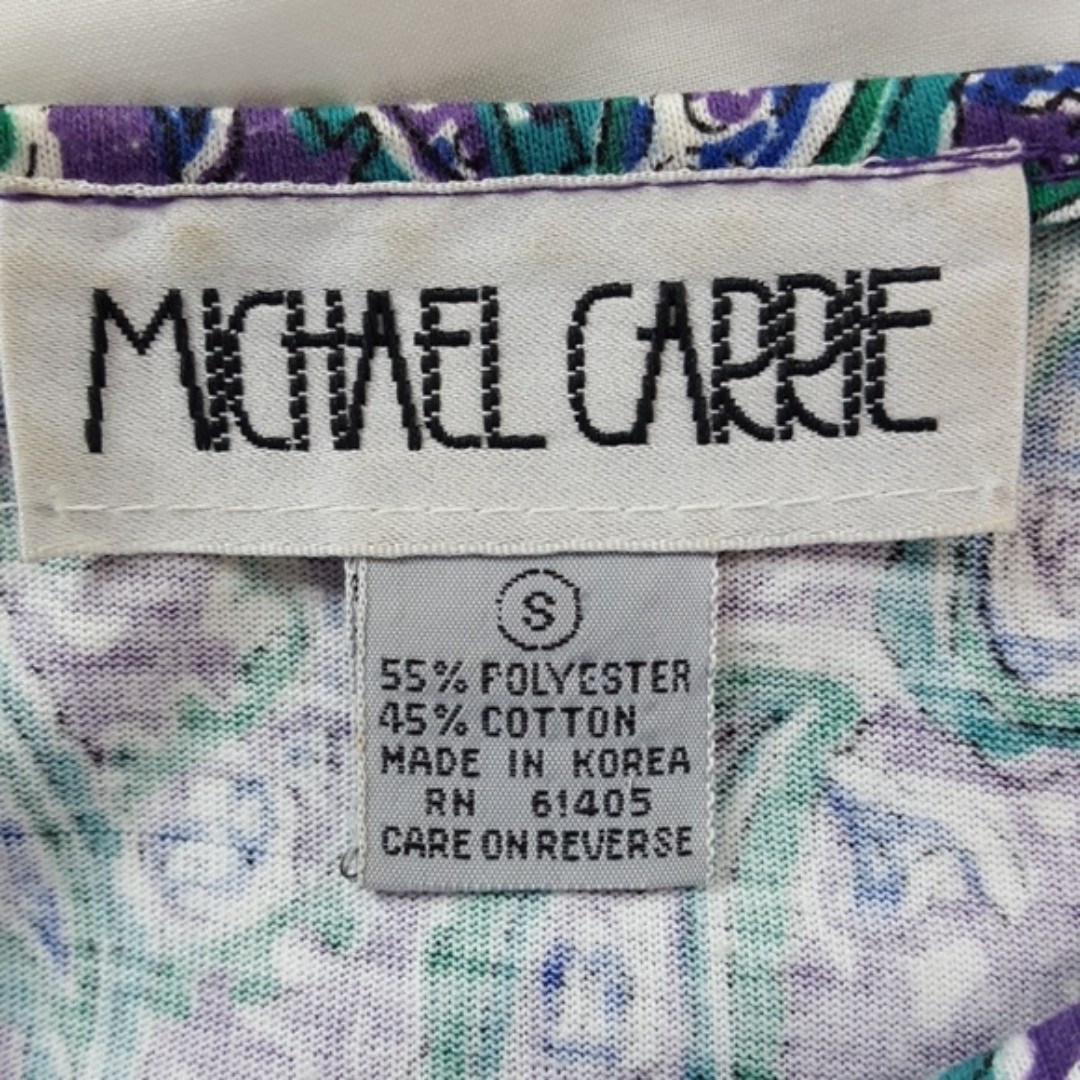 MICHAEL CARRIE
S
55% POLYESTER
45% COTTON
MADE IN KOREA
RN 61405
CARE ON REVERSE